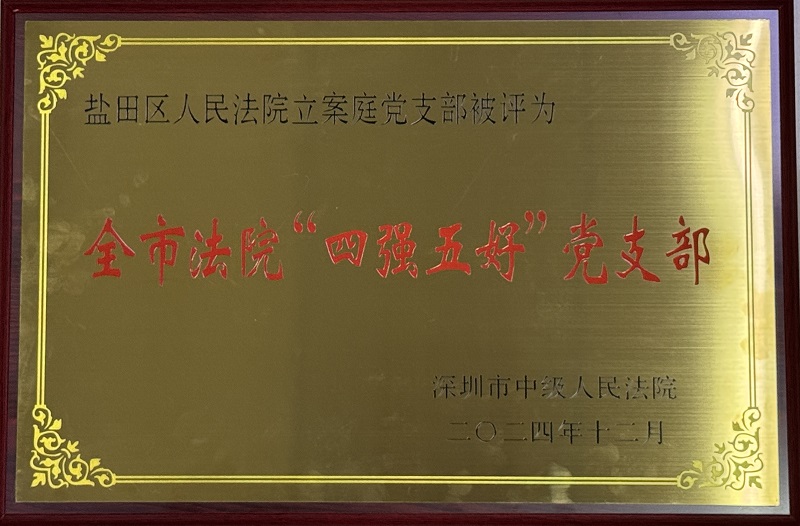 盐田区人民法院立案庭党支部被评为
全市法院“四强五好”党支部
深圳市中级人民法院
二〇二四年十二月